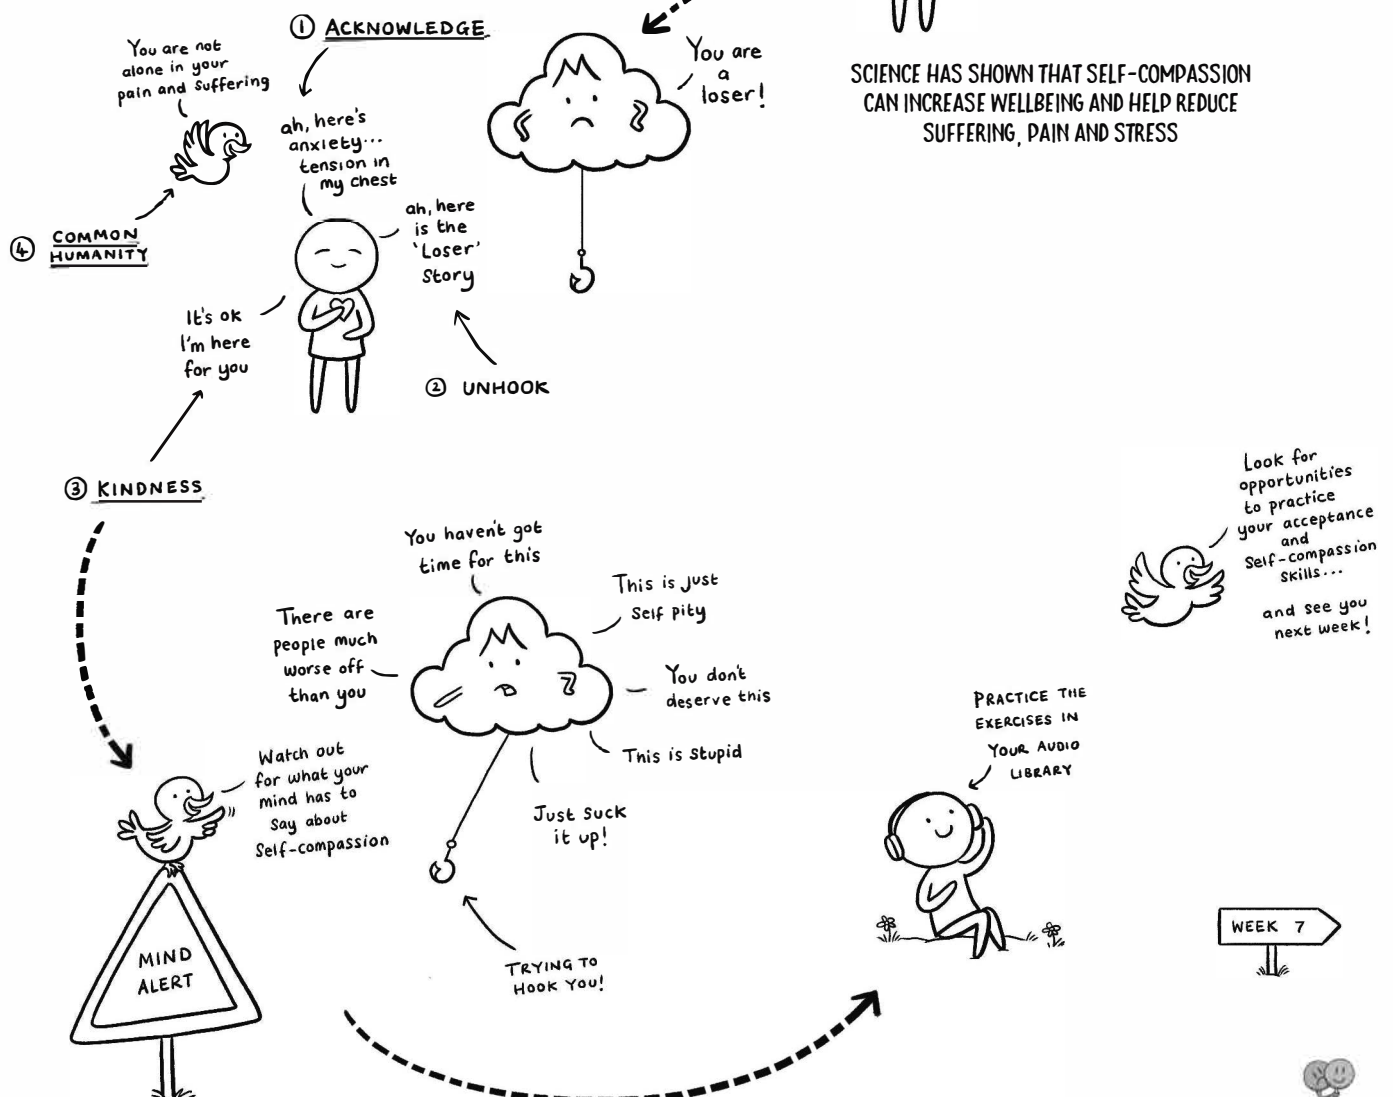 ① ACKNOWLEDGE
You are not
alone in your
pain and suffering
ah, here's
anxiety...
tension in
my chest
You are
a
loser!
SCIENCE HAS SHOWN THAT SELF-COMPASSION
CAN INCREASE WELLBEING AND HELP REDUCE
SUFFERING, PAIN AND STRESS
ah, here
is the
'Loser'
Story
④ COMMON
HUMANITY
It's ok
I'm here
for you
② UNHOOK
③ KINDNESS
You haven't got
time for this
This is just
Self pity
There are
people much
worse off
than you
You don't
deserve this
This is stupid
Just suck
it up!
TRYING TO
HOOK YOU!
Watch out
for what your
mind has to
say about
Self-compassion
MIND
ALERT
Look for
opportunities
to practice
your acceptance
and
Self-compassion
skills...
and see you
next week!
PRACTICE THE
EXERCISES IN
YOUR AUDIO
LIBRARY
WEEK 7